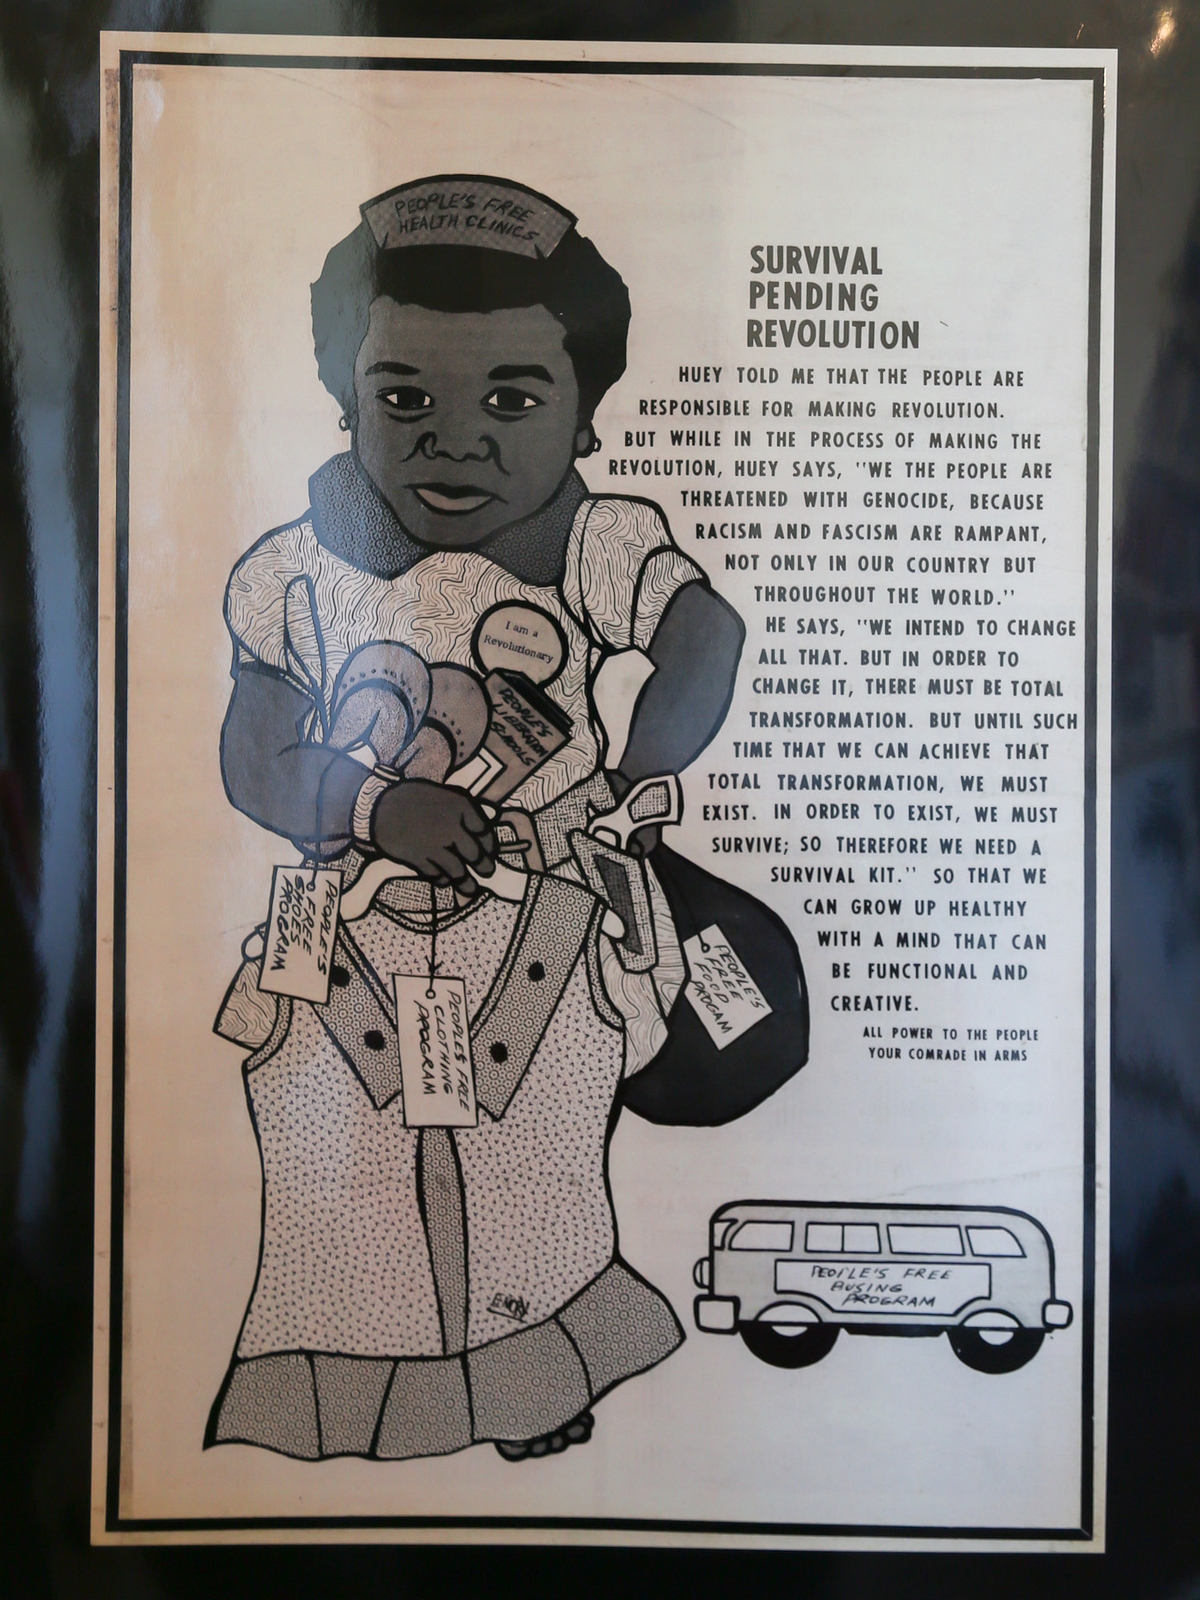 PEOPLE'S FREE
HEALTH CLINICS
SURVIVAL
PENDING
REVOLUTION
HUEY TOLD ME THAT THE PEOPLE ARE
RESPONSIBLE FOR MAKING REVOLUTION.
BUT WHILE IN THE PROCESS OF MAKING THE
REVOLUTION, HUEY SAYS, "WE THE PEOPLE ARE
THREATENED WITH GENOCIDE, BECAUSE
RACISM AND FASCISM ARE RAMPANT,
NOT ONLY IN OUR COUNTRY BUT
THROUGHOUT THE WORLD."
HE SAYS, "WE INTEND TO CHANGE
ALL THAT. BUT IN ORDER TO
CHANGE IT, THERE MUST BE TOTAL
TRANSFORMATION. BUT UNTIL SUCH
TIME THAT WE CAN ACHIEVE THAT
TOTAL TRANSFORMATION, WE MUST
EXIST. IN ORDER TO EXIST, WE MUST
SURVIVE; SO THEREFORE WE NEED A
SURVIVAL KIT." SO THAT WE
CAN GROW UP HEALTHY
WITH A MIND THAT CAN
BE FUNCTIONAL AND
CREATIVE.
ALL POWER TO THE PEOPLE
YOUR COMRADE IN ARMS
I am a
Revolutionary
PEOPLE'S
LIBERATION
SCHOOLS
PEOPLE'S
FREE
SHOES
PROGRAM
PEOPLE'S FREE
CLOTHING
PROGRAM
PEOPLE'S
FREE
FOOD
PROGAM
EMORY
PEOPLE'S FREE
BUSING
PROGRAM